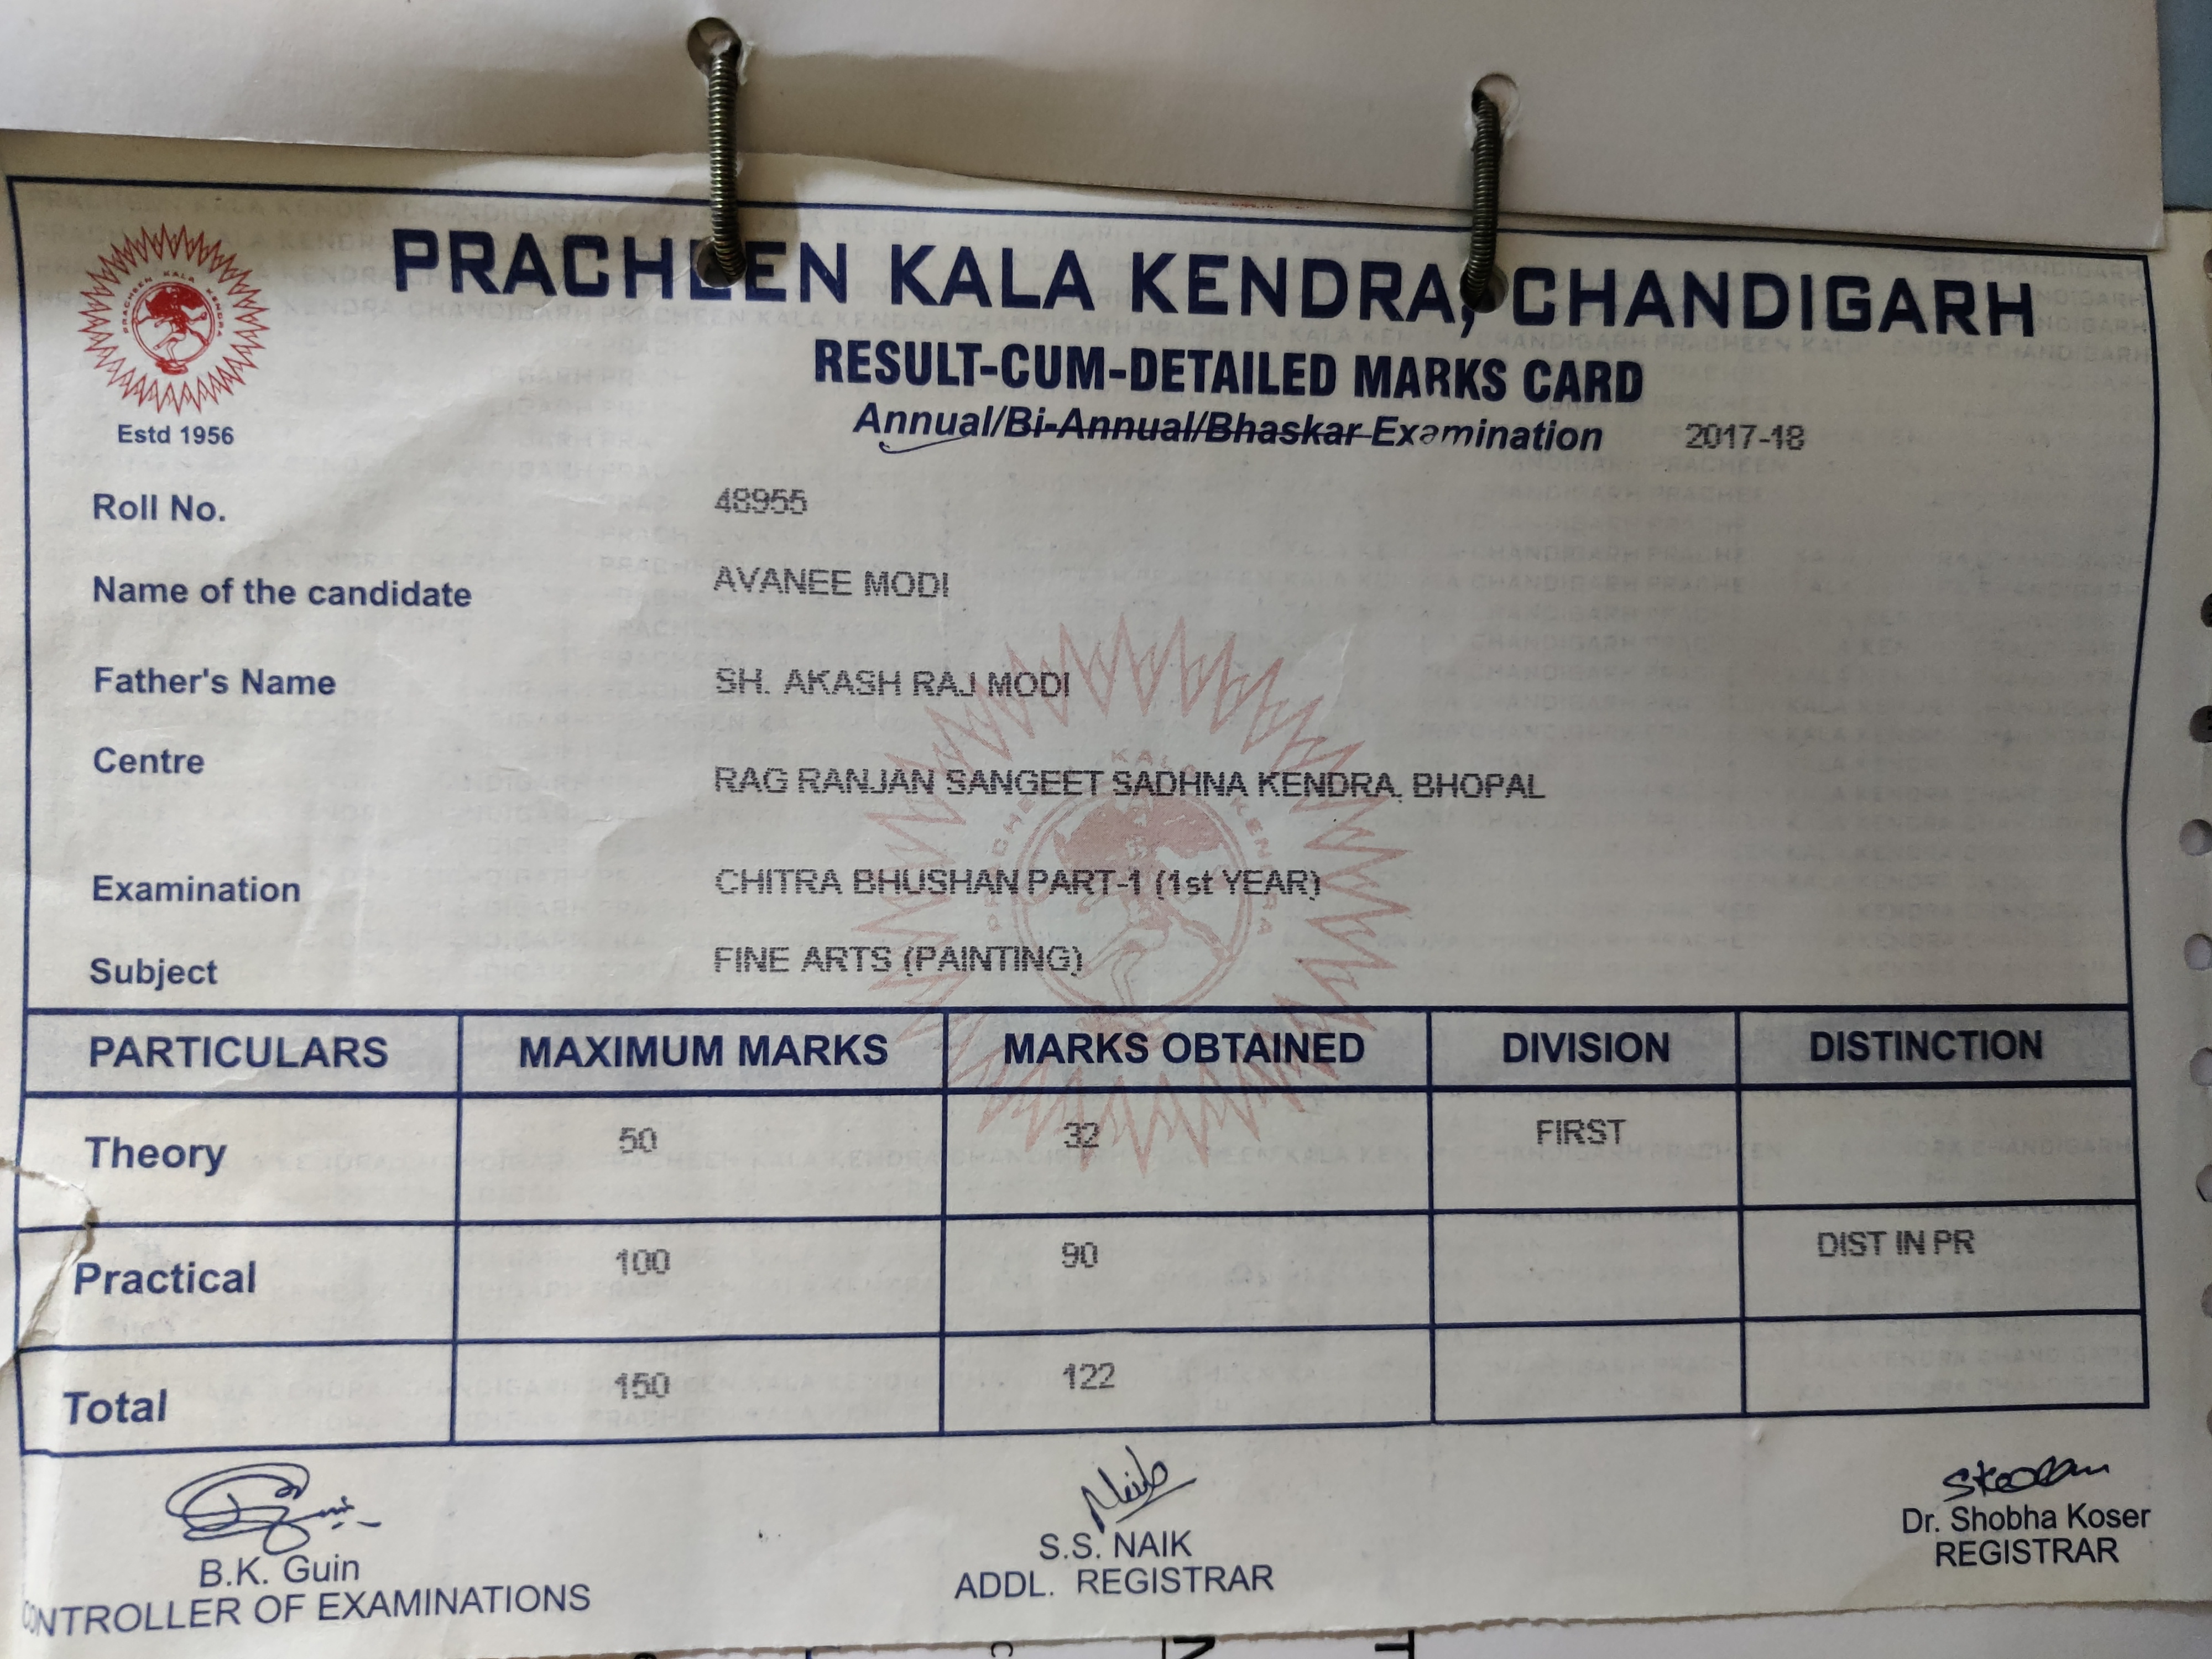 PRACHEEN KALA KENDRA, CHANDIGARH
RESULT-CUM-DETAILED MARKS CARD
Annual/Bi-Annual/Bhaskar Examination 2017-18
PRACHEEN KALA KENDRA
Estd 1956
Roll No. 48955
Name of the candidate AVANEE MODI
Father's Name SH. AKASH RAJ MODI
Centre RAG RANJAN SANGEET SADHNA KENDRA, BHOPAL
Examination CHITRA BHUSHAN PART-1 (1st YEAR)
Subject FINE ARTS (PAINTING)
PARTICULARS MAXIMUM MARKS MARKS OBTAINED DIVISION DISTINCTION
Theory 50 32 FIRST
Practical 100 90 DIST IN PR
Total 150 122
B.K. Guin
CONTROLLER OF EXAMINATIONS
S.S. NAIK
ADDL. REGISTRAR
Dr. Shobha Koser
REGISTRAR